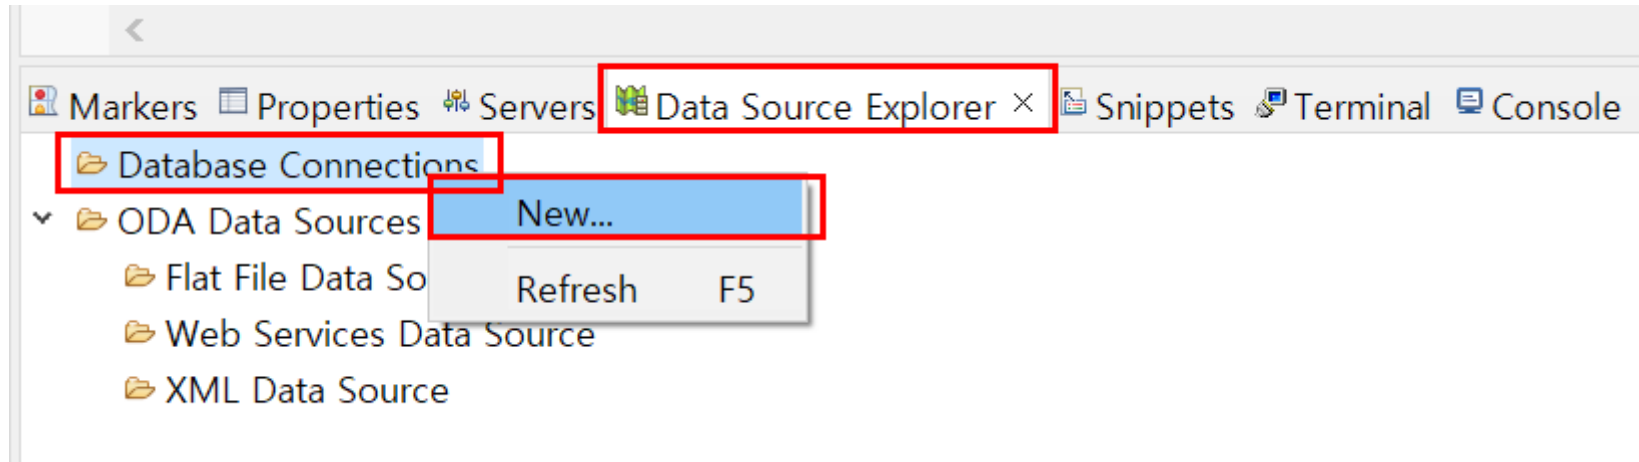 Markers Properties Servers Data Source Explorer Snippets Terminal Console
Database Connections
New...
ODA Data Sources
Flat File Data So
Refresh F5
Web Services Data Source
XML Data Source